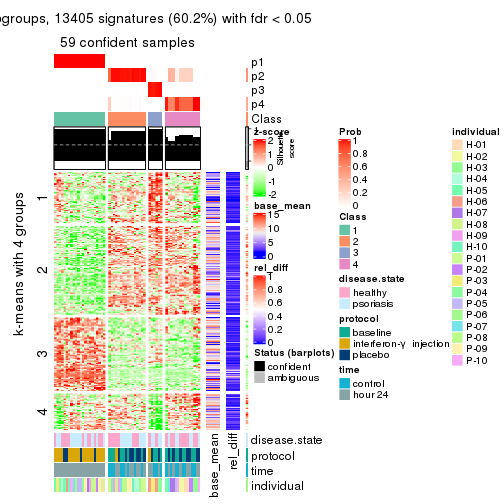 ogroups, 13405 signatures (60.2%) with fdr < 0.05
59 confident samples
p1
p2
p3
p4
Class
Silhouette
score
k-means with 4 groups
1
2
3
4
base_mean
rel_diff
disease.state
protocol
time
individual
z-score
2
1
0
-1
-2
base_mean
15
10
5
0
rel_diff
1
0.8
0.6
0.4
0.2
0
Status (barplots)
confident
ambiguous
Prob
1
0.8
0.6
0.4
0.2
0
Class
1
2
3
4
disease.state
healthy
psoriasis
protocol
baseline
interferon-γ injection
placebo
time
control
hour 24
individual
H-01
H-02
H-03
H-04
H-05
H-06
H-07
H-08
H-09
H-10
P-01
P-02
P-03
P-04
P-05
P-06
P-07
P-08
P-09
P-10